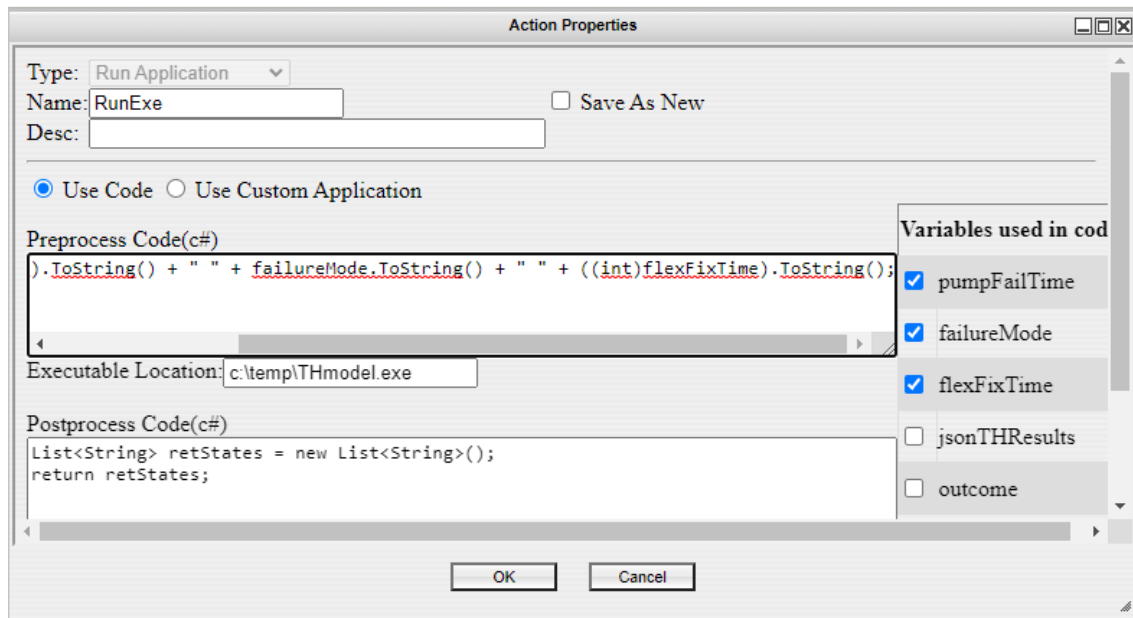 Action Properties
Type: Run Application
Name: RunExe
Save As New
Desc:
Use Code Use Custom Application
Preprocess Code(c#)
).ToString() + " " + failureMode.ToString() + " " + ((int)flexFixTime).ToString();
Executable Location: c:\temp\THmodel.exe
Postprocess Code(c#)
List<String> retStates = new List<String>();
return retStates;
Variables used in cod
pumpFailTime
failureMode
flexFixTime
jsonTHResults
outcome
OK Cancel